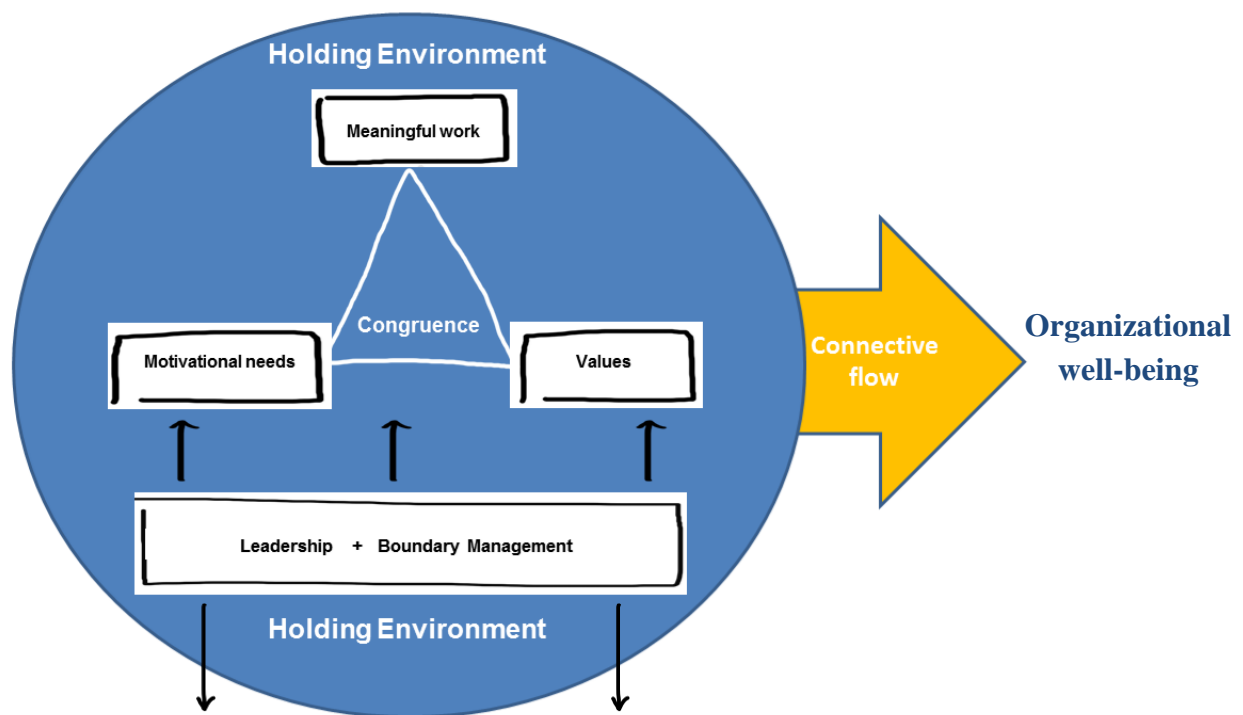 Holding Environment
Meaningful work
Congruence
Motivational needs
Values
Leadership + Boundary Management
Holding Environment
Connective
flow
Organizational
well-being